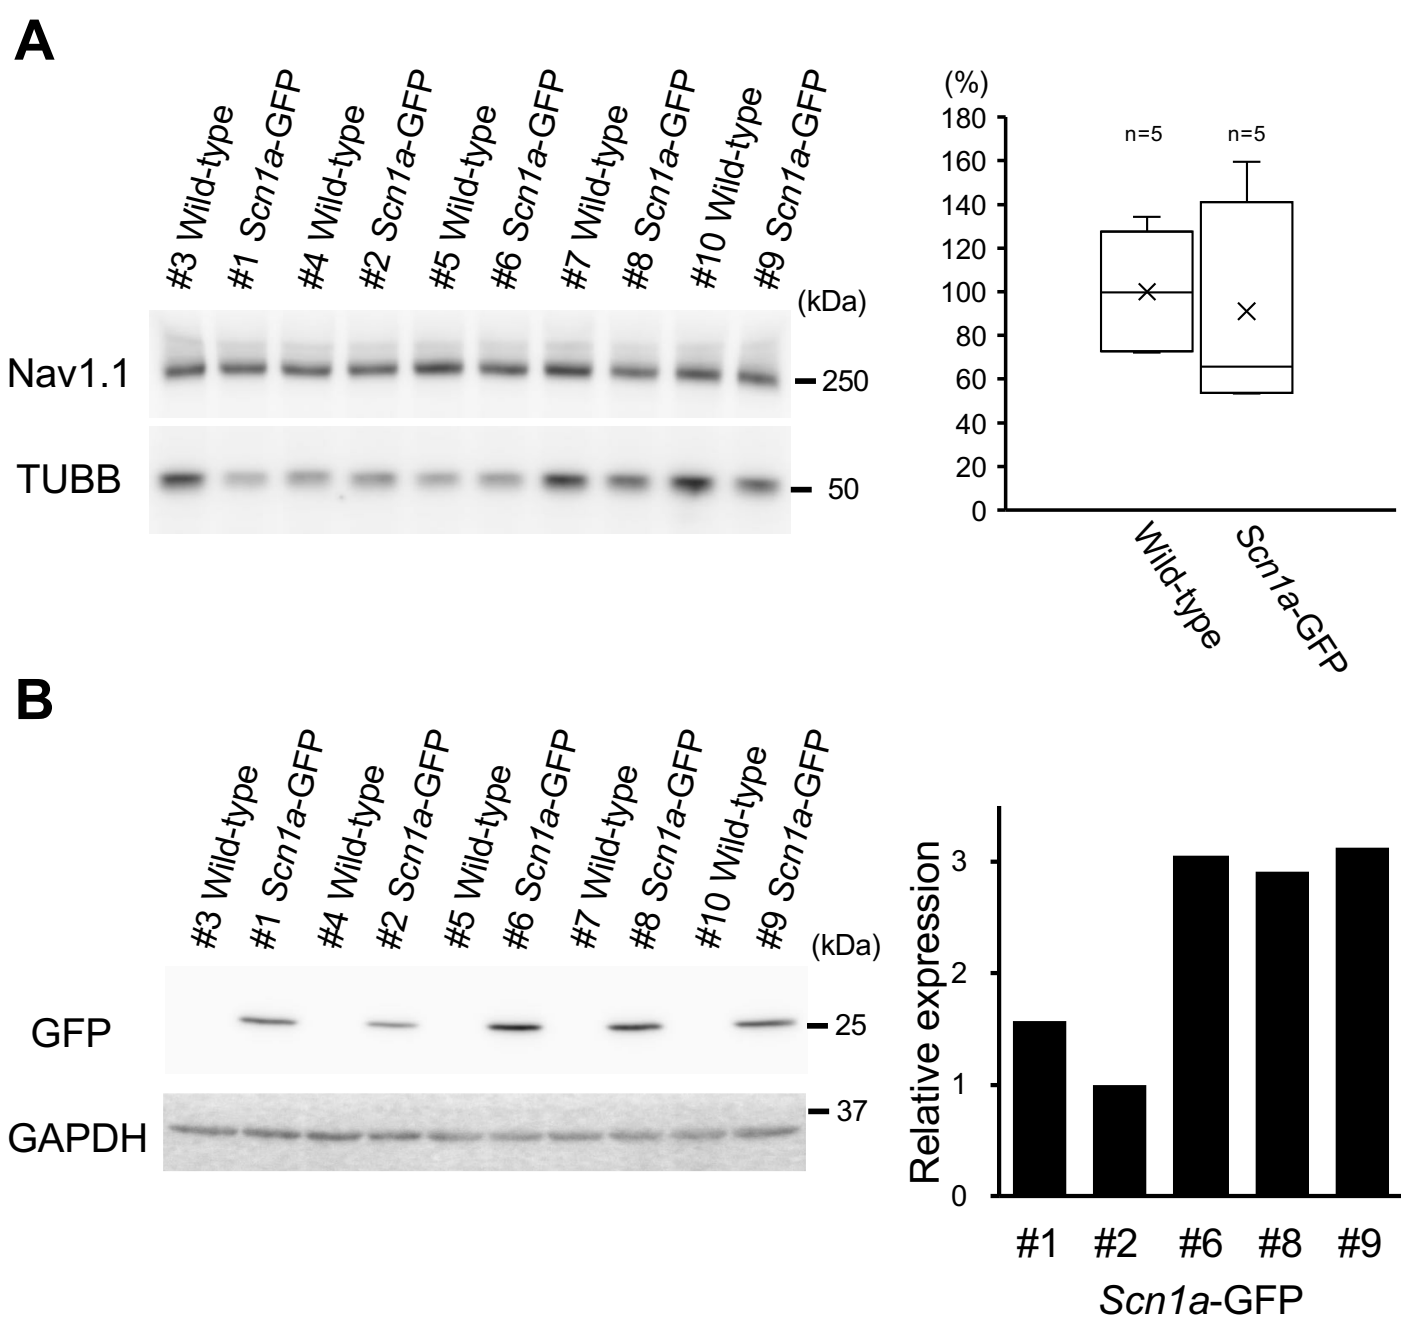 A
#3 Wild-type
#1 Scn1a-GFP
#4 Wild-type
#2 Scn1a-GFP
#5 Wild-type
#6 Scn1a-GFP
#7 Wild-type
#8 Scn1a-GFP
#10 Wild-type
#9 Scn1a-GFP
(kDa)
Nav1.1
250
TUBB
50
(%)
180
160
140
120
100
80
60
40
20
0
n=5
n=5
Wild-type
Scn1a-GFP
B
#3 Wild-type
#1 Scn1a-GFP
#4 Wild-type
#2 Scn1a-GFP
#5 Wild-type
#6 Scn1a-GFP
#7 Wild-type
#8 Scn1a-GFP
#10 Wild-type
#9 Scn1a-GFP
(kDa)
GFP
25
GAPDH
37
Relative expression
3
2
1
0
#1 #2 #6 #8 #9
Scn1a-GFP